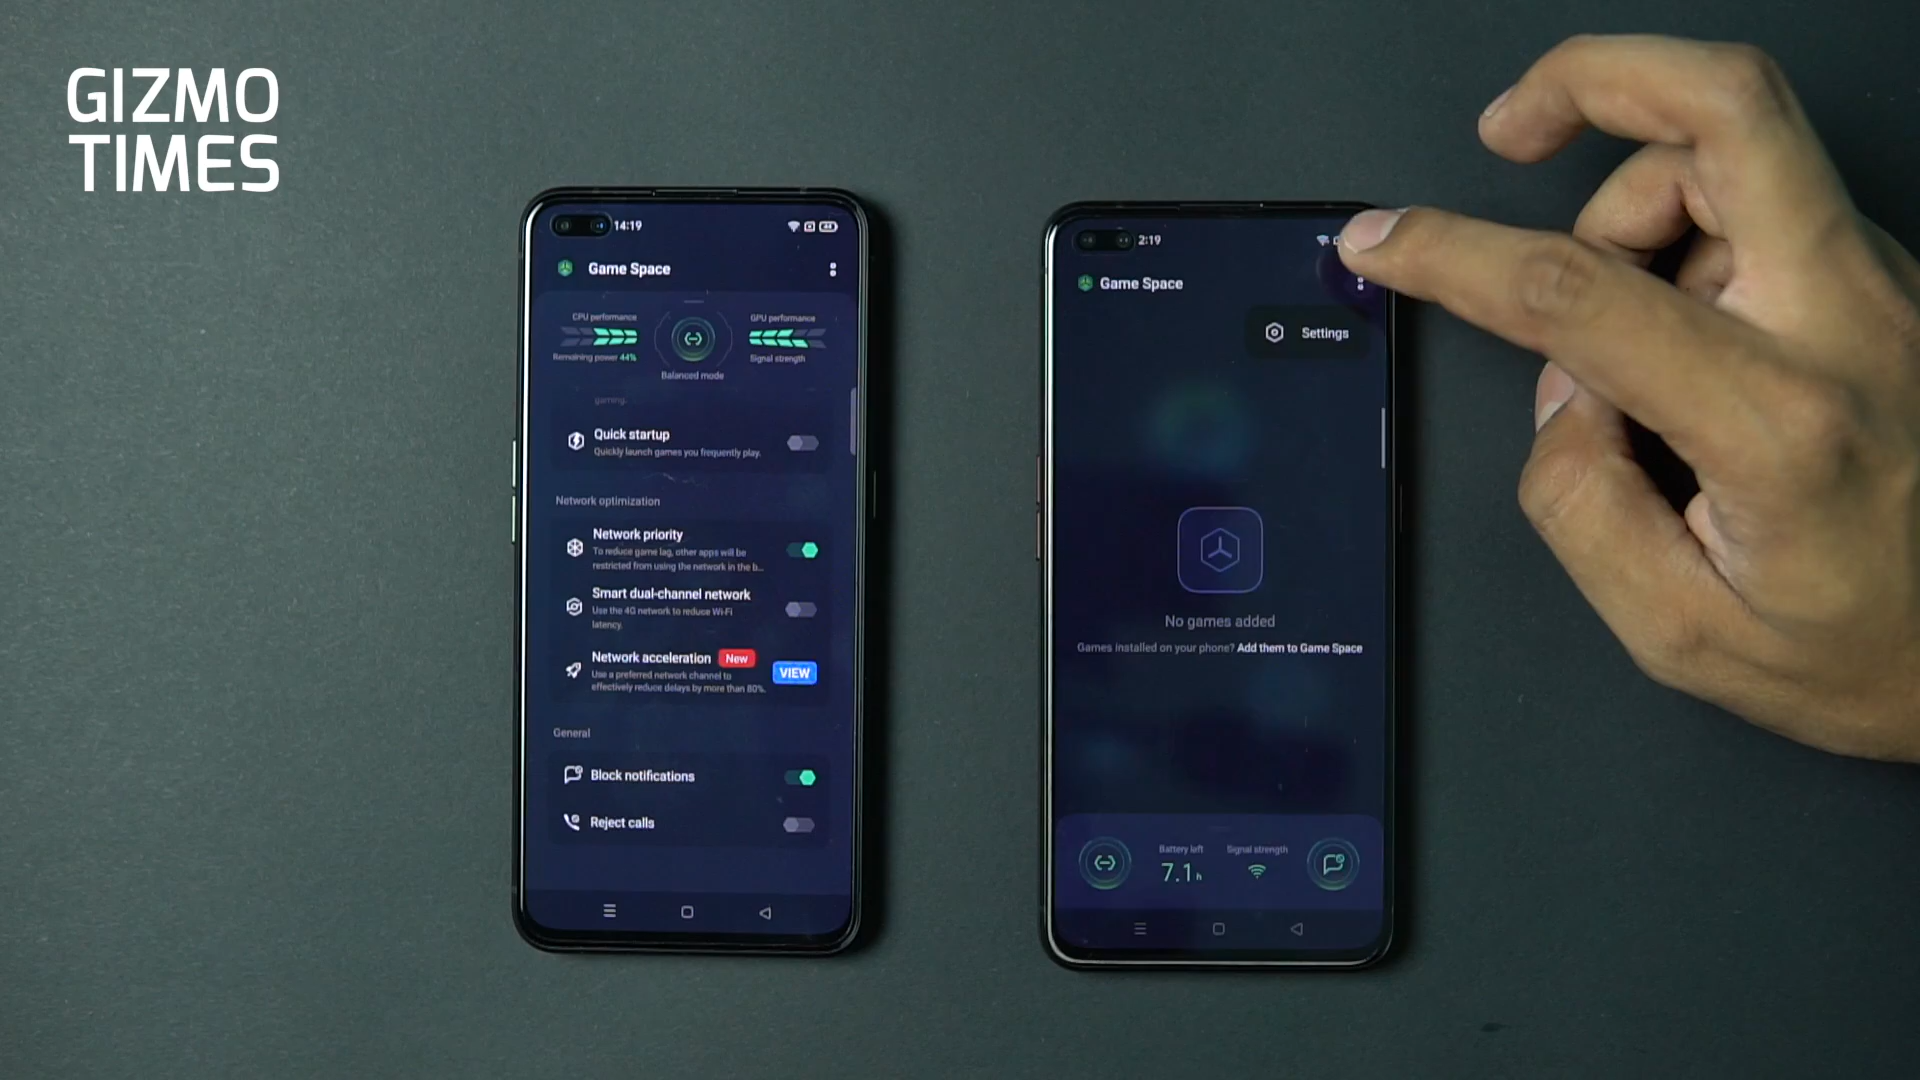 GIZMO
TIMES
14:19
Game Space
CPU performance
GPU performance
Remaining power 44%
Signal strength
Balanced mode
gaming.
Quick startup
Quickly launch games you frequently play.
Network optimization
Network priority
To reduce game lag, other apps will be
restricted from using the network in the b...
Smart dual-channel network
Use the 4G network to reduce Wi-Fi
latency.
Network acceleration New
Use a preferred network channel to
effectively reduce delays by more than 80%.
VIEW
General
Block notifications
Reject calls
2:19
Game Space
Settings
No games added
Games installed on your phone? Add them to Game Space
Battery left
7.1 h
Signal strength